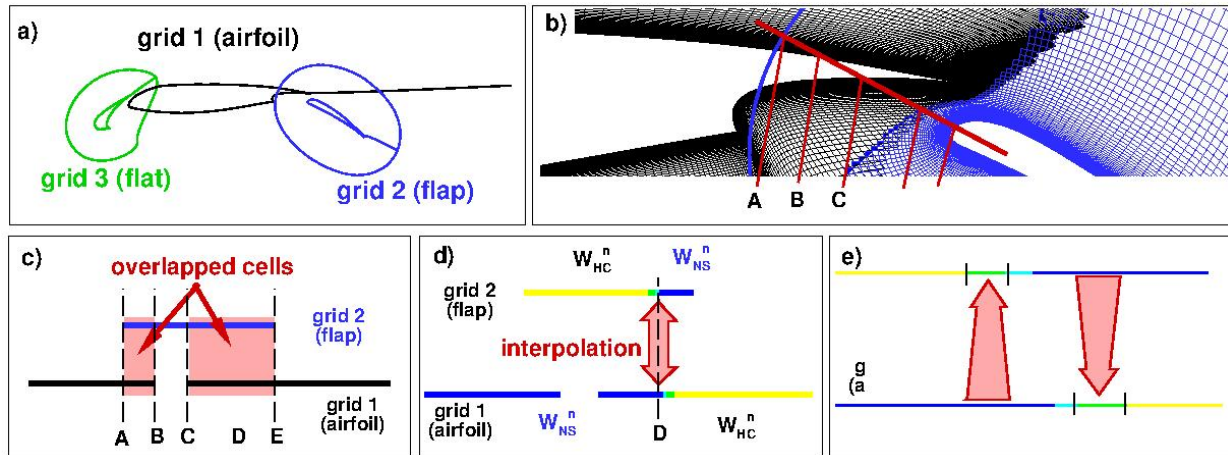 a)
grid 1 (airfoil)
grid 3 (flat)
grid 2 (flap)
b)
A B C
c)
overlapped cells
grid 2
(flap)
grid 1
(airfoil)
A B C D E
d)
W_HC^n W_NS^n
grid 2
(flap)
interpolation
grid 1
(airfoil)
W_NS^n
D
W_HC^n
e)
g
(a